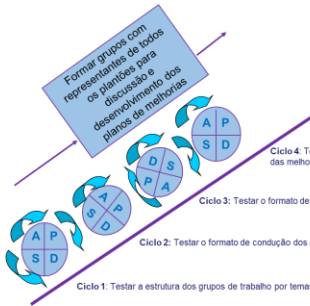 Formar grupos com
representantes de todos
os plantões para
discussão e
desenvolvimento dos
planos de melhorias
A P
S D
D S
P A
A P
S D
A P
S D
Ciclo 4:
das
Ciclo 3: Testar o formato de
Ciclo 2: Testar o formato de condução dos
Ciclo 1: Testar a estrutura dos grupos de trabalho por